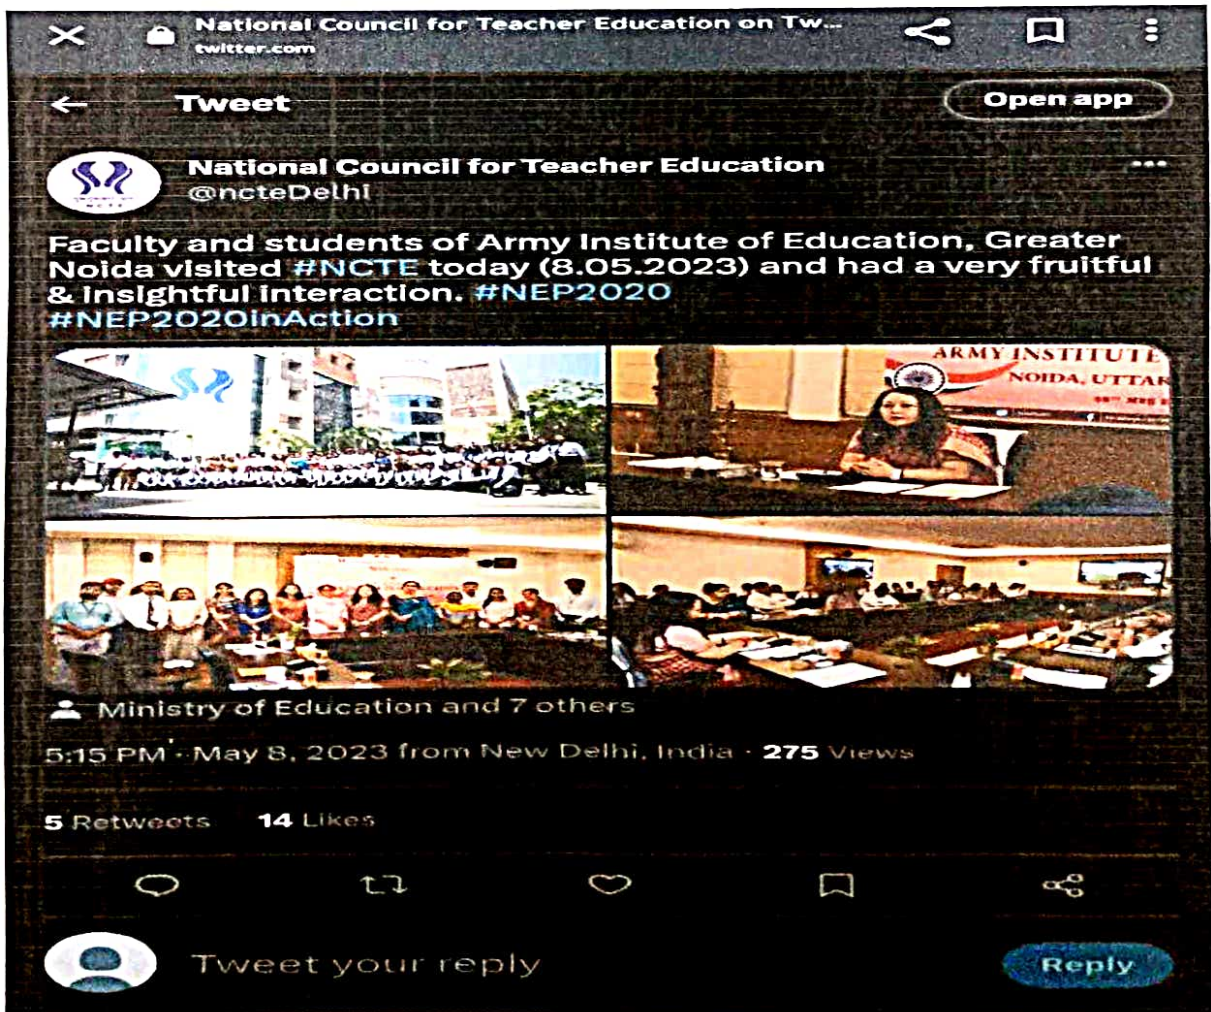 National Council for Teacher Education on Tw...
twitter.com
Tweet
Open app
National Council for Teacher Education
@ncteDelhi
Faculty and students of Army Institute of Education, Greater
Noida visited #NCTE today (8.05.2023) and had a very fruitful
& insightful interaction. #NEP2020
#NEP2020inAction
ARMY INSTITUTE
NOIDA, UTTAR
Ministry of Education and 7 others
5:15 PM · May 8, 2023 from New Delhi, India · 275 Views
5 Retweets 14 Likes
Tweet your reply
Reply